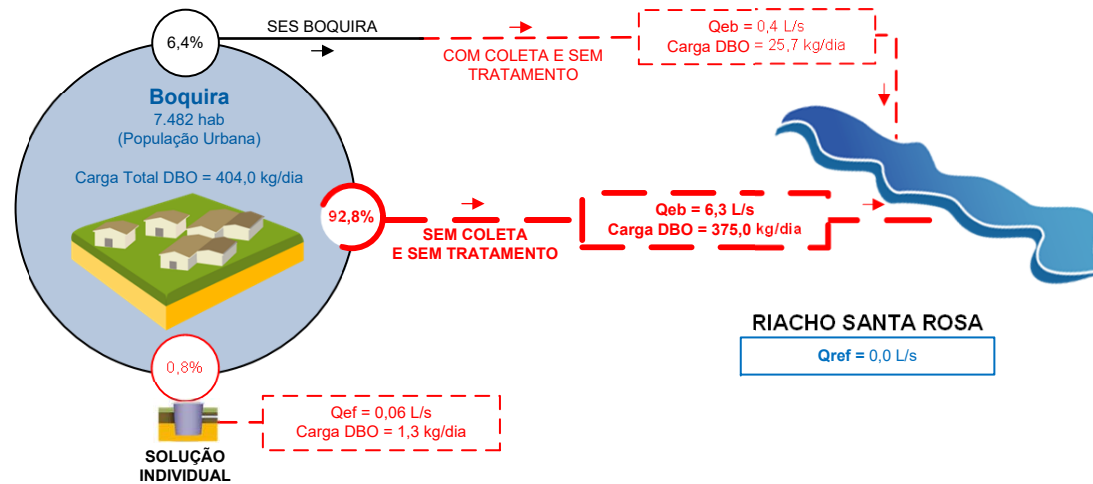 6,4%
SES BOQUIRA
COM COLETA E SEM
TRATAMENTO
Qeb = 0,4 L/s
Carga DBO = 25,7 kg/dia
Boquira
7.482 hab
(População Urbana)
Carga Total DBO = 404,0 kg/dia
92,8%
SEM COLETA
E SEM TRATAMENTO
Qeb = 6,3 L/s
Carga DBO = 375,0 kg/dia
RIACHO SANTA ROSA
Qref = 0,0 L/s
0,8%
Qef = 0,06 L/s
Carga DBO = 1,3 kg/dia
SOLUÇÃO
INDIVIDUAL